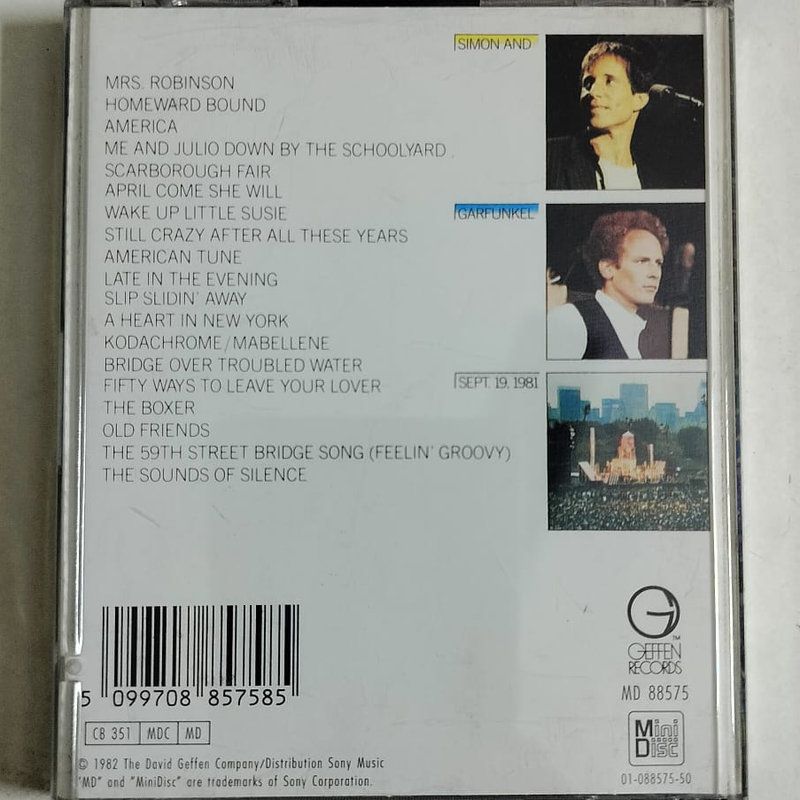 SIMON AND
MRS. ROBINSON
HOMEWARD BOUND
AMERICA
ME AND JULIO DOWN BY THE SCHOOLYARD
SCARBOROUGH FAIR
APRIL COME SHE WILL
WAKE UP LITTLE SUSIE
GARFUNKEL
STILL CRAZY AFTER ALL THESE YEARS
AMERICAN TUNE
LATE IN THE EVENING
SLIP SLIDIN' AWAY
A HEART IN NEW YORK
KODACHROME/MABELLENE
BRIDGE OVER TROUBLED WATER
FIFTY WAYS TO LEAVE YOUR LOVER
SEPT. 19, 1981
THE BOXER
OLD FRIENDS
THE 59TH STREET BRIDGE SONG (FEELIN' GROOVY)
THE SOUNDS OF SILENCE
G
TM
GEFFEN
RECORDS
MD 88575
5 099708 857585
CB 351 MDC MD
Mini
Disc
© 1982 The David Geffen Company/Distribution Sony Music
"MD" and "MiniDisc" are trademarks of Sony Corporation.
01-088575-50